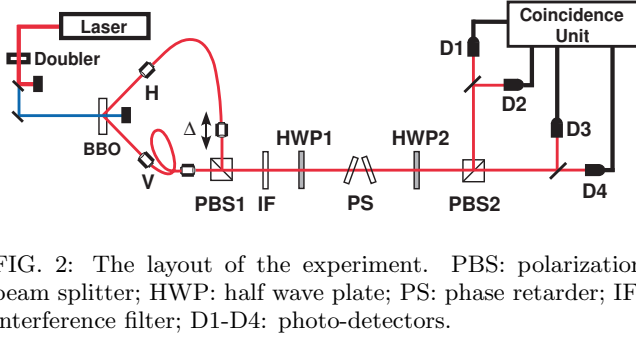 Laser
Coincidence
Unit
D1
Doubler
H
D2
Δ
HWP1
HWP2
D3
BBO
V
D4
PBS1
IF
PS
PBS2
FIG. 2: The layout of the experiment. PBS: polarization
beam splitter; HWP: half wave plate; PS: phase retarder; IF
interference filter; D1-D4: photo-detectors.